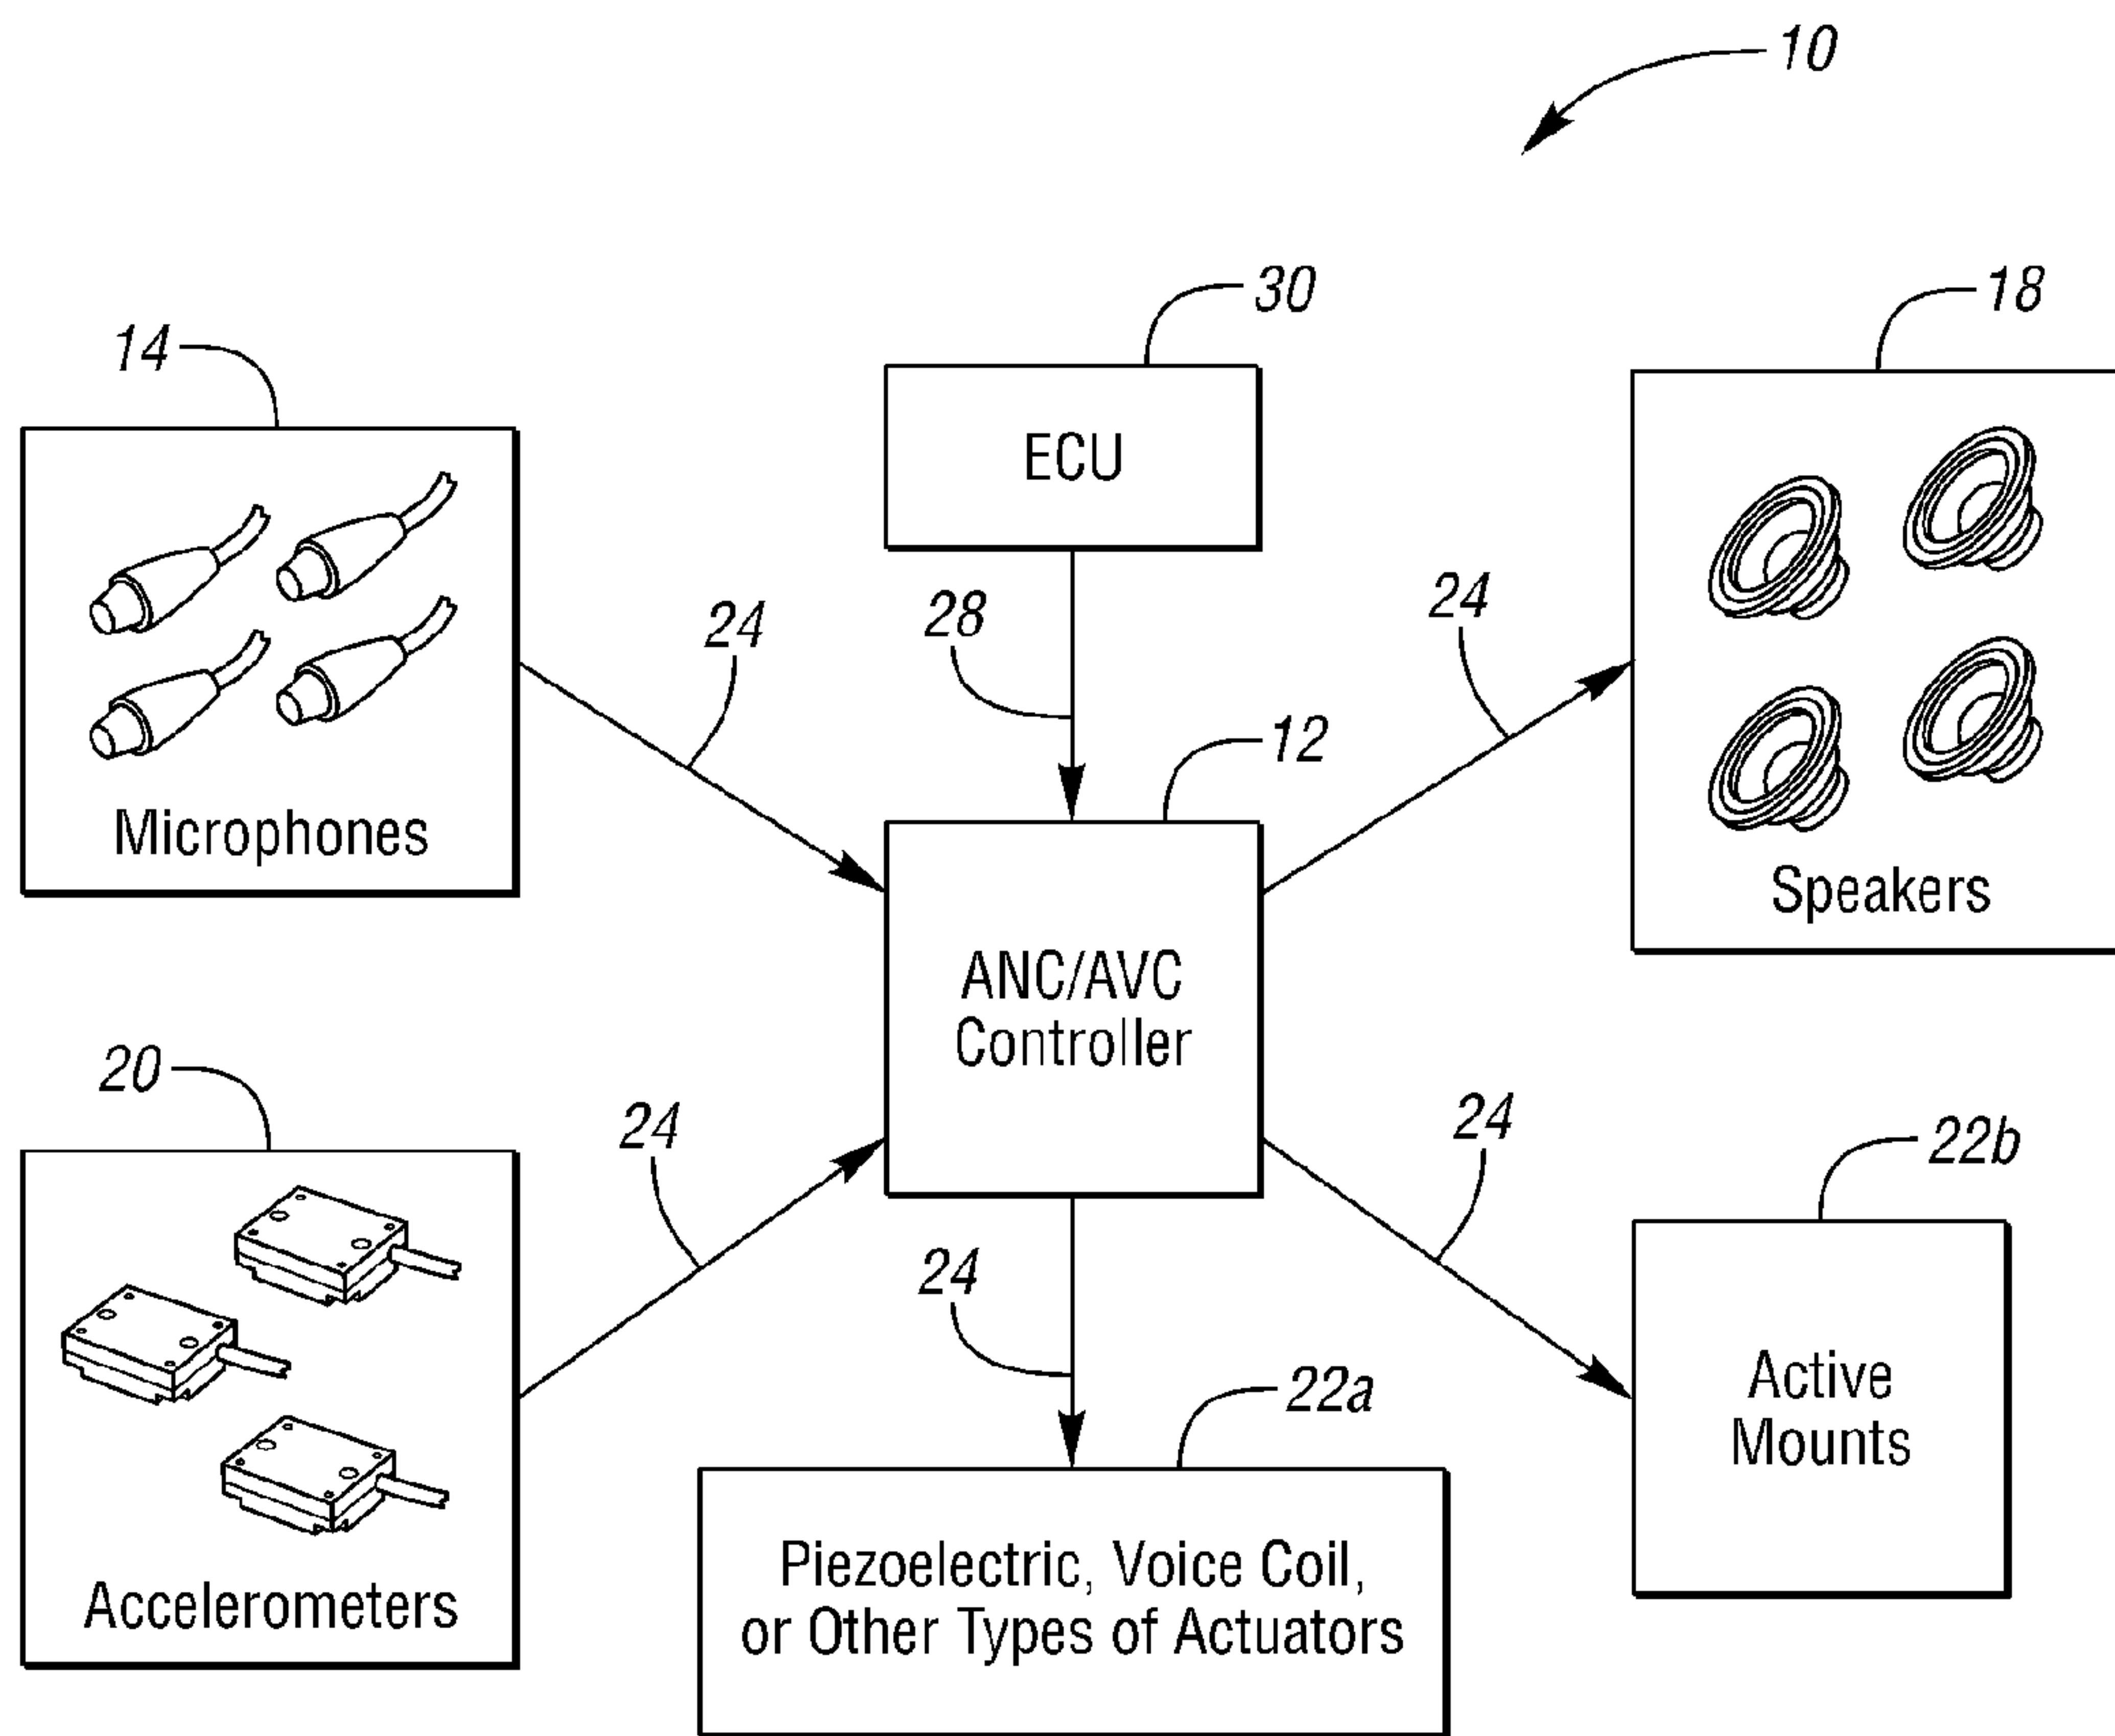 10
30
18
14
ECU
24
28
24
12
Microphones
Speakers
ANC/AVC
Controller
20
24
24
22b
24
22a
Active
Mounts
Accelerometers
Piezoelectric, Voice Coil,
or Other Types of Actuators